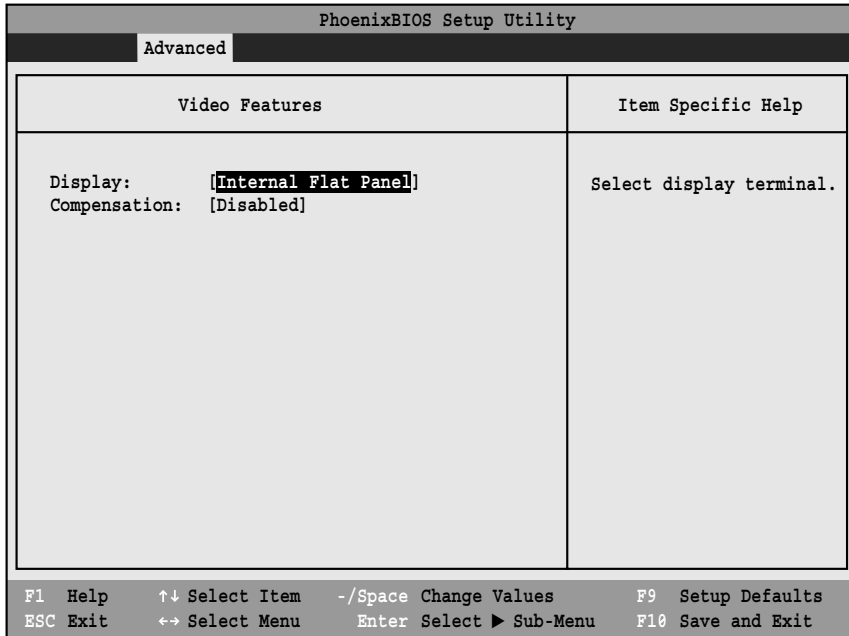 PhoenixBIOS Setup Utility
Advanced
Video Features
Item Specific Help
Display: [Internal Flat Panel]
Compensation: [Disabled]
Select display terminal.
F1 Help ↑↓ Select Item -/Space Change Values F9 Setup Defaults
ESC Exit ←→ Select Menu Enter Select ▶ Sub-Menu F10 Save and Exit